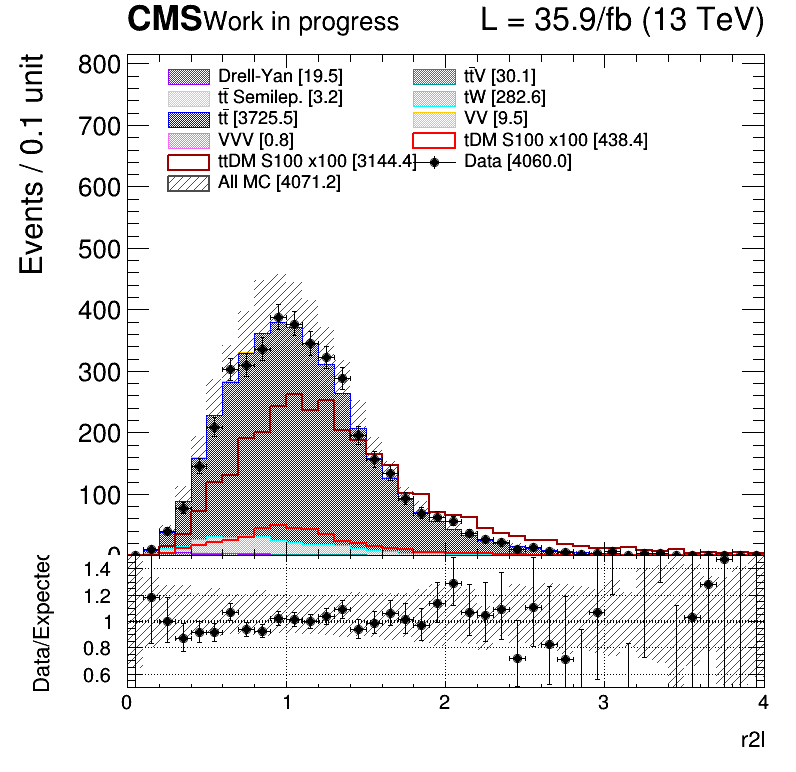 CMS Work in progress L = 35.9/fb (13 TeV)
Events / 0.1 unit
800
700
600
500
400
300
200
100
0
Drell-Yan [19.5] tt̄V [30.1]
tt̄ Semilep. [3.2] tW [282.6]
tt̄ [3725.5] VV [9.5]
VVV [0.8] tDM S100 x100 [438.4]
ttDM S100 x100 [3144.4] Data [4060.0]
All MC [4071.2]
Data/Expected
1.4
1.2
1
0.8
0.6
0 1 2 3 4
r2l